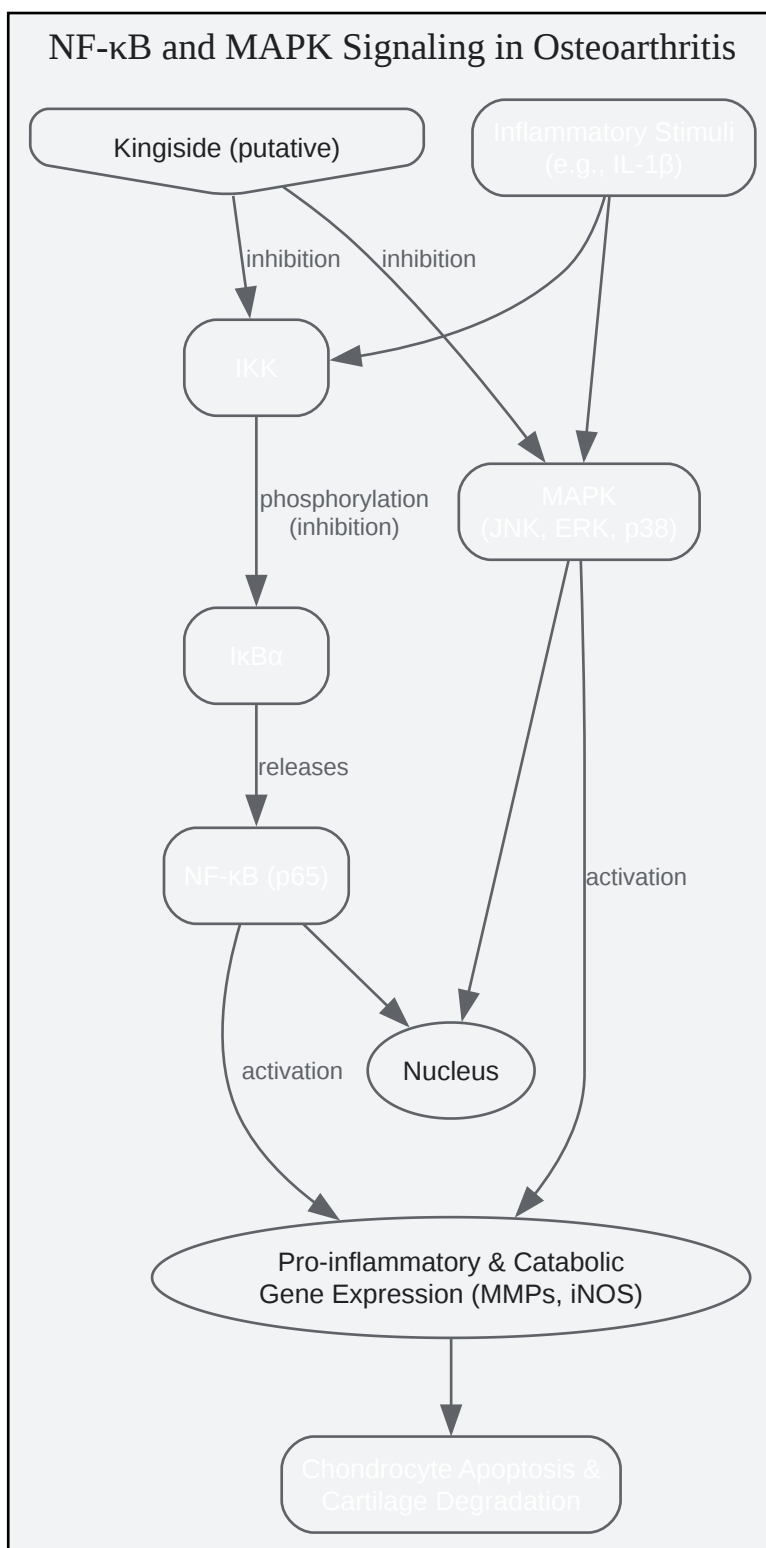 NF-κB and MAPK Signaling in Osteoarthritis
Kingiside (putative)
Inflammatory Stimuli
(e.g., IL-1β)
inhibition
inhibition
IKK
phosphorylation
(inhibition)
MAPK
(JNK, ERK, p38)
IκBα
releases
NF-κB (p65)
activation
activation
Nucleus
Pro-inflammatory & Catabolic
Gene Expression (MMPs, iNOS)
Chondrocyte Apoptosis &
Cartilage Degradation